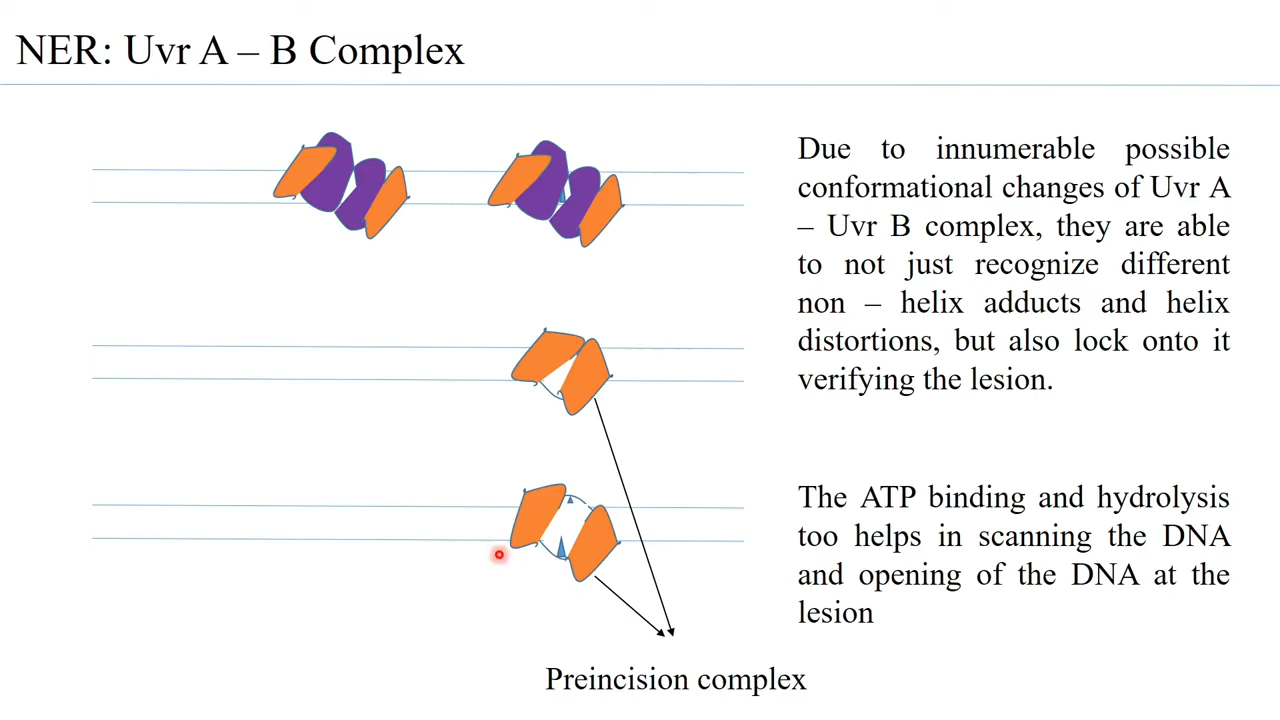 NER: Uvr A – B Complex
Due to innumerable possible
conformational changes of Uvr A
– Uvr B complex, they are able
to not just recognize different
non – helix adducts and helix
distortions, but also lock onto it
verifying the lesion.
The ATP binding and hydrolysis
too helps in scanning the DNA
and opening of the DNA at the
lesion
Preincision complex